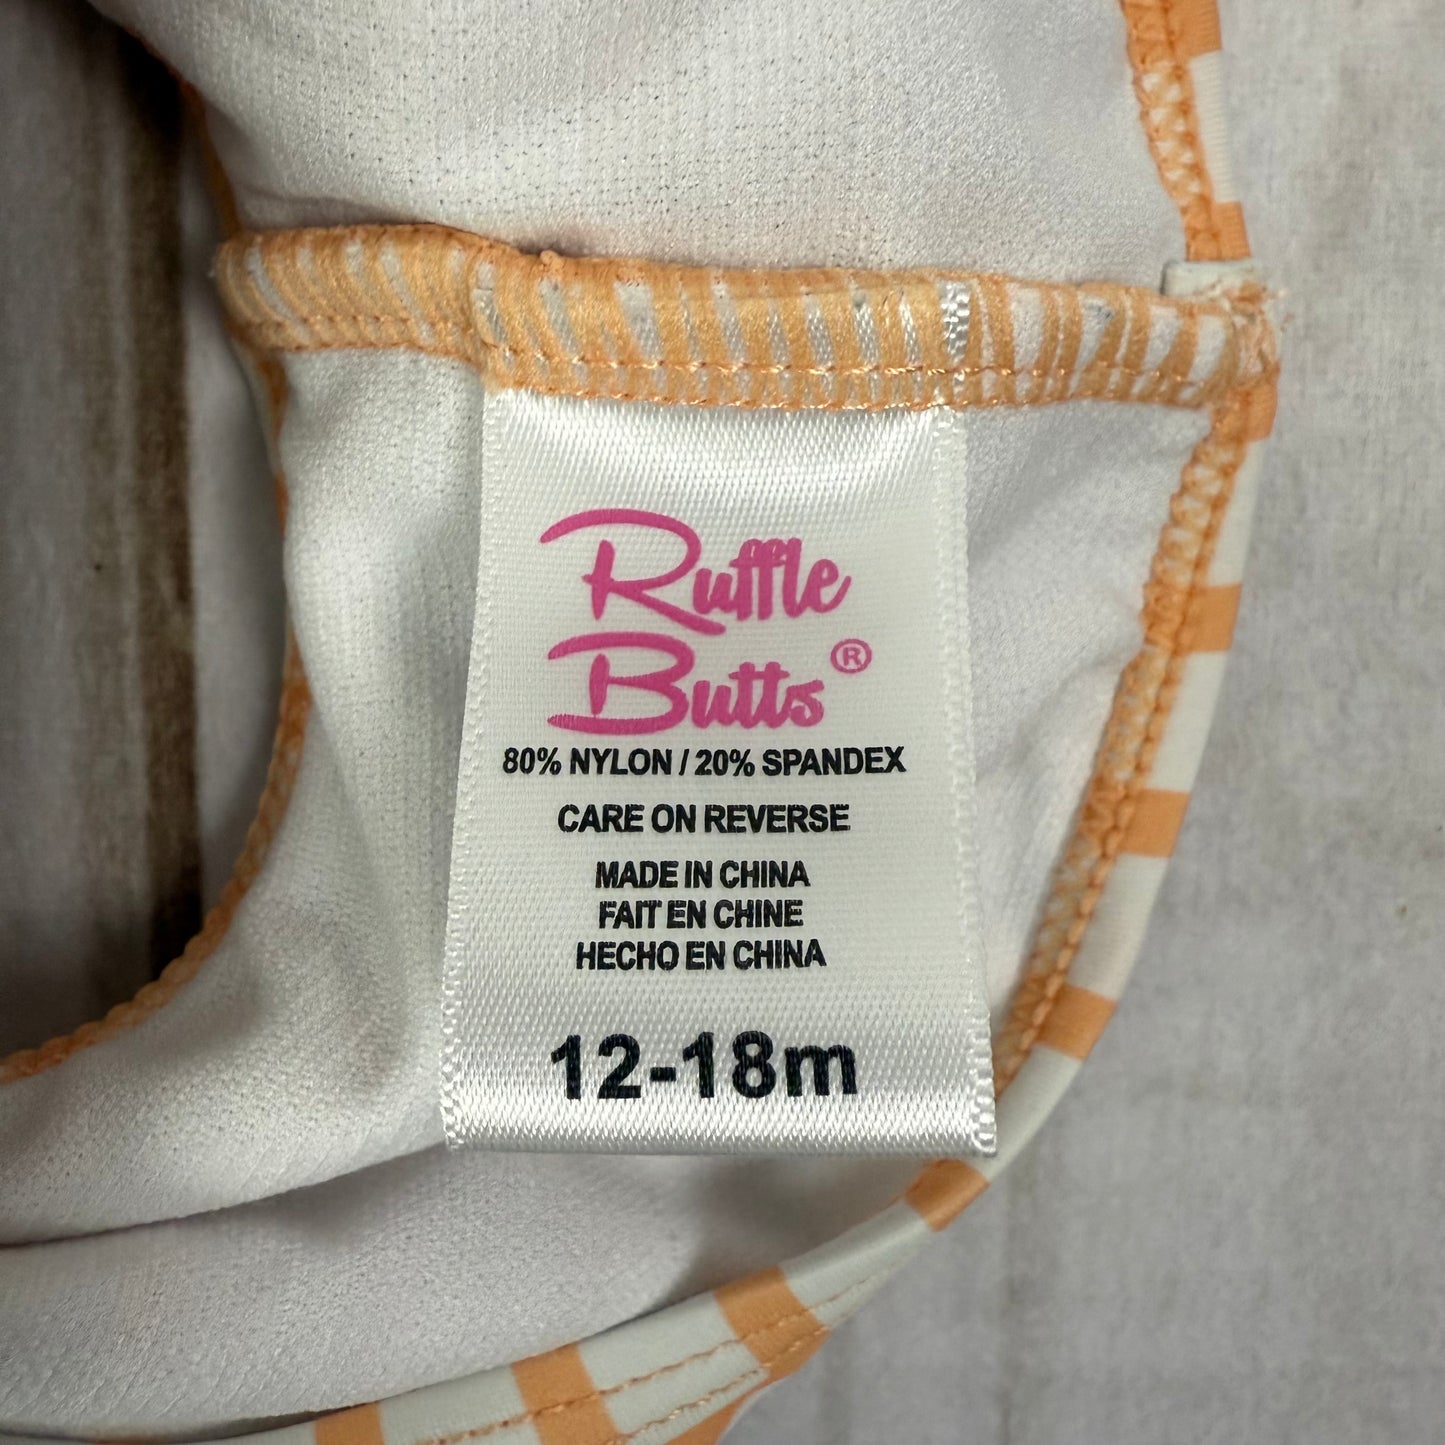 Ruffle
Butts®
80% NYLON / 20% SPANDEX
CARE ON REVERSE
MADE IN CHINA
FAIT EN CHINE
HECHO EN CHINA
12-18m